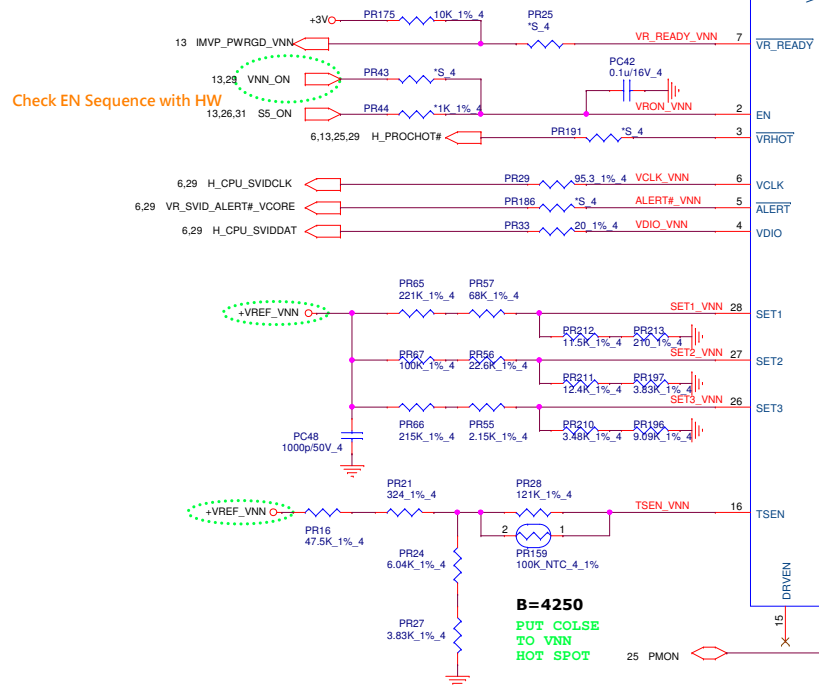 +3V
PR175
10K_1%_4
PR25
*S_4
13 IMVP_PWRGD_VNN
VR_READY_VNN
7
VR_READY
13,29 VNN_ON
PR43
*S_4
PC42
0.1u/16V_4
Check EN Sequence with HW
13,26,31 S5_ON
PR44
*1K_1%_4
VRON_VNN
2
EN
6,13,25,29 H_PROCHOT#
PR191
*S_4
3
VRHOT
6,29 H_CPU_SVIDCLK
PR29
95.3_1%_4
VCLK_VNN
6
VCLK
6,29 VR_SVID_ALERT#_VCORE
PR186
*S_4
ALERT#_VNN
5
ALERT
6,29 H_CPU_SVIDDAT
PR33
20_1%_4
VDIO_VNN
4
VDIO
PR65
221K_1%_4
PR57
68K_1%_4
+VREF_VNN
SET1_VNN
28
SET1
PR212
11.5K_1%_4
PR213
210_1%_4
PR67
100K_1%_4
PR56
22.6K_1%_4
SET2_VNN
27
SET2
PR211
12.4K_1%_4
PR197
3.83K_1%_4
SET3_VNN
26
SET3
PR66
215K_1%_4
PR55
2.15K_1%_4
PR210
3.48K_1%_4
PR196
9.09K_1%_4
PC48
1000p/50V_4
PR21
324_1%_4
PR28
121K_1%_4
+VREF_VNN
TSEN_VNN
16
TSEN
PR16
47.5K_1%_4
2
1
PR159
100K_NTC_4_1%
PR24
6.04K_1%_4
DRVEN
15
B=4250
PR27
3.83K_1%_4
PUT COLSE
TO VNN
HOT SPOT
25 PMON